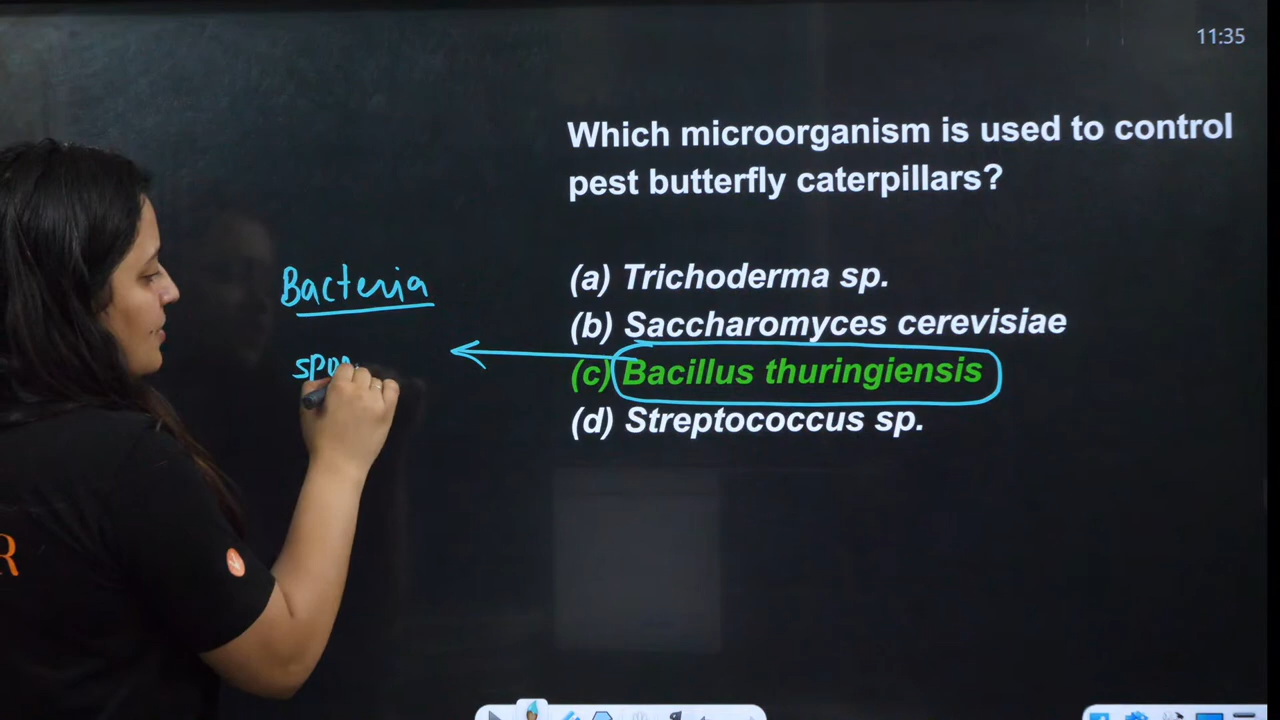 11:35
Which microorganism is used to control
pest butterfly caterpillars?
Bacteria
(a) Trichoderma sp.
(b) Saccharomyces cerevisiae
(c) Bacillus thuringiensis
(d) Streptococcus sp.
R